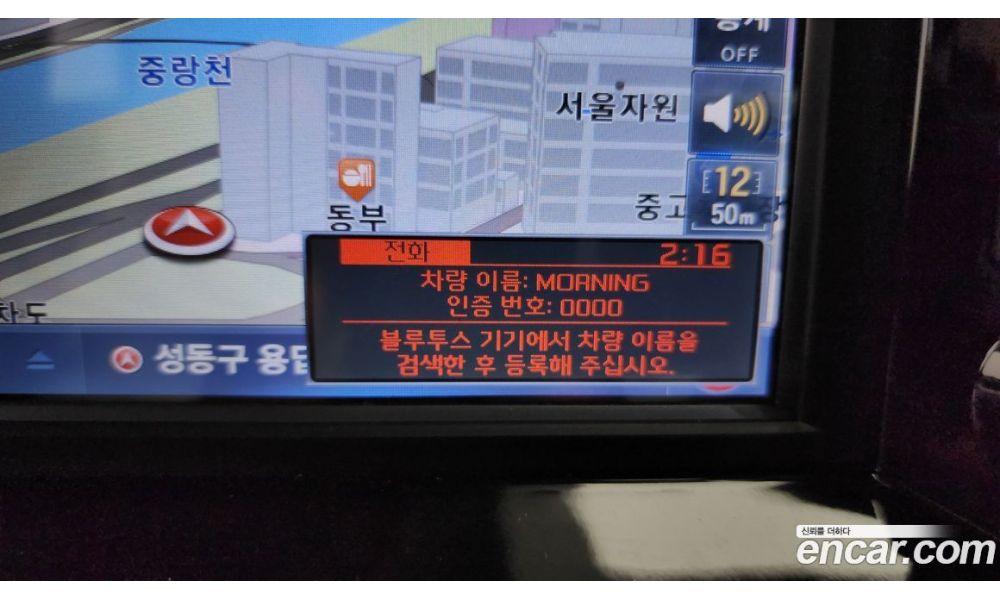 중랑천
OFF
서울자원
12
50m
동부
중고
전화 2:16
차량 이름: MORNING
인증 번호: 0000
블루투스 기기에서 차량 이름을
검색한 후 등록해 주십시오.
차도
성동구 용답
신뢰를 더하다
encar.com